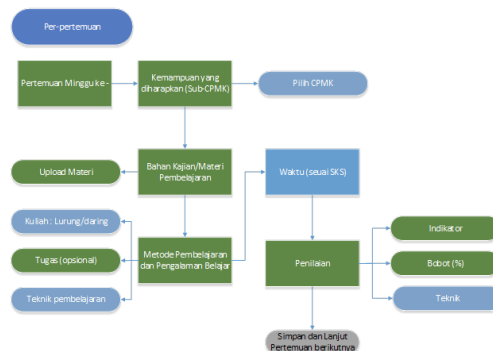 Per-pertemuan
Pertemuan Minggu ke -
Kemampuan yang
diharapkan (Sub-CPMK)
Pilih CPMK
Upload Materi
Bahan Kajian/Materi
Pembelajaran
Waktu (seuai SKS)
Kuliah : Lurung/daring
Tugas (opsional)
Teknik pembelajaran
Metode Pembelajaran
dan Pengalaman Belajar
Penilaian
Indikator
Bobot (%)
Teknik
Simpan dan Lanjut
Pertemuan berikutnya